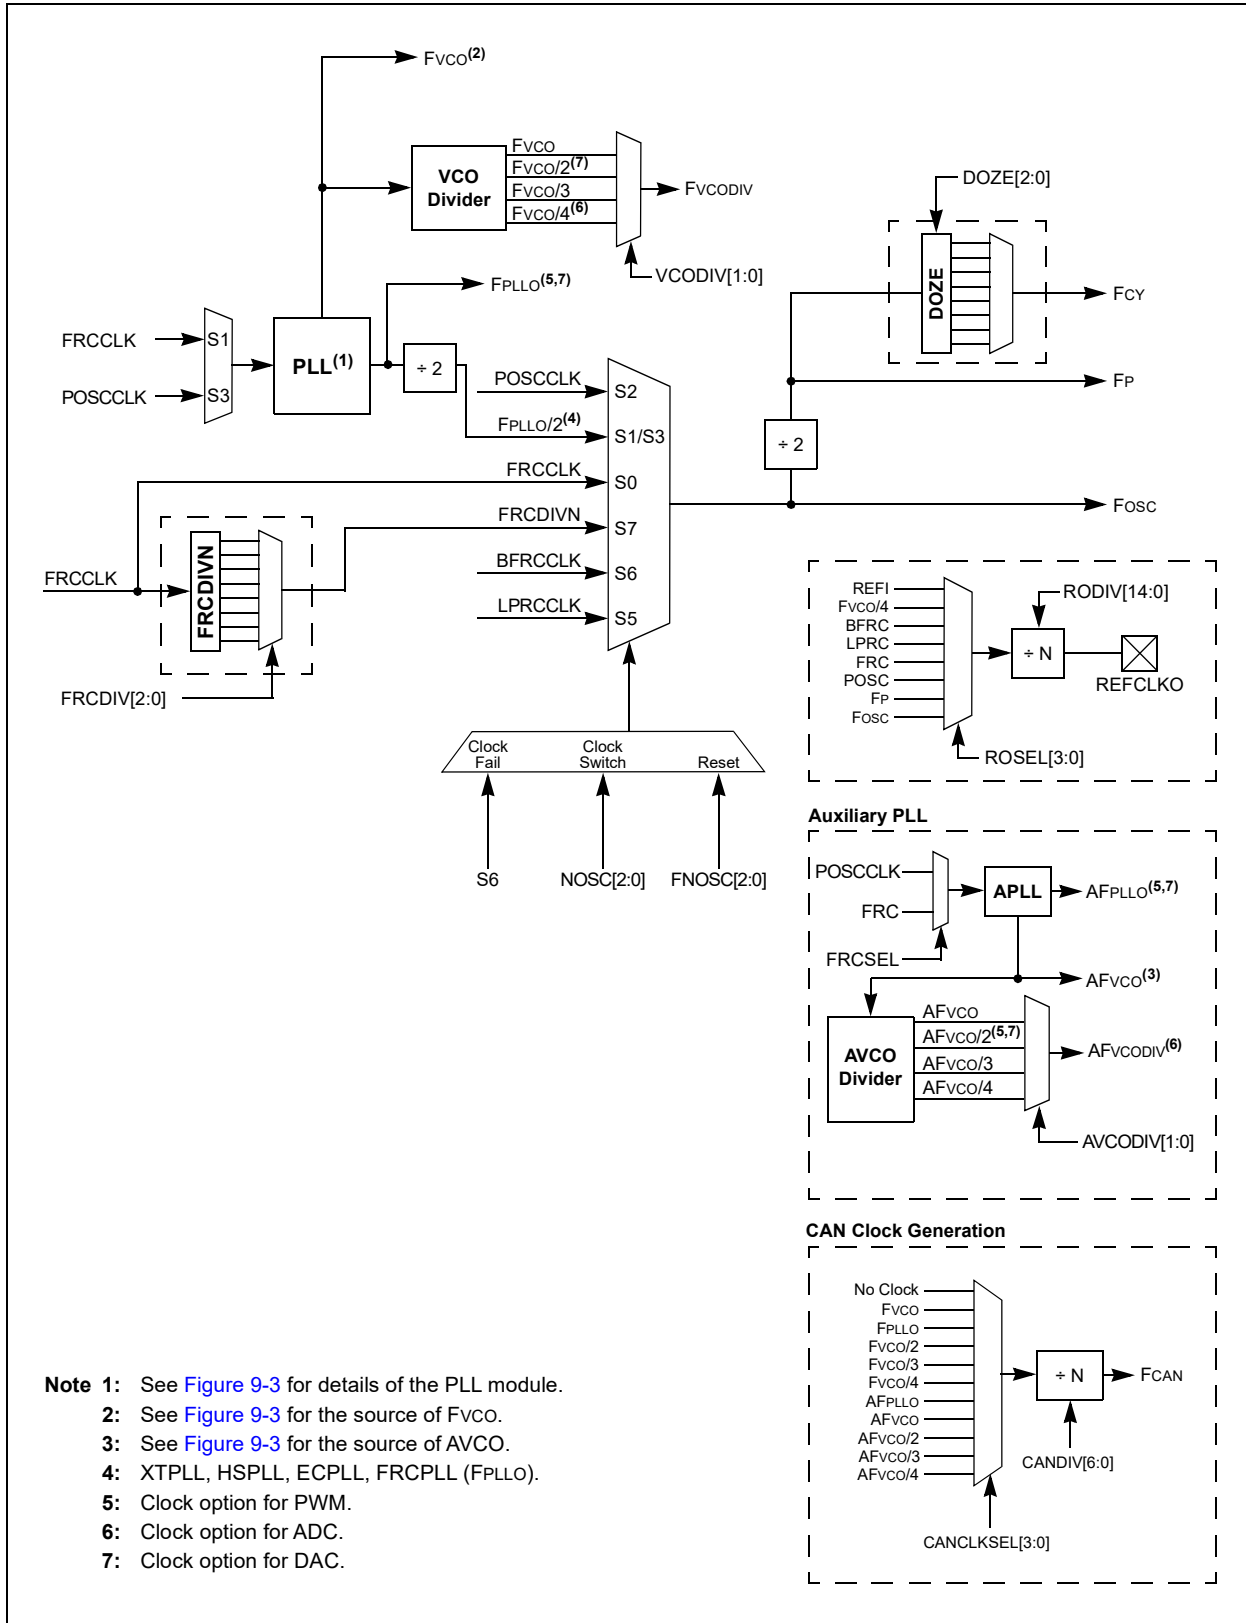 FVCO(2)
VCO
Divider
FVCO
FVCO/2(7)
FVCO/3
FVCO/4(6)
FVCODIV
VCODIV[1:0]
DOZE[2:0]
DOZE
FCY
FPLLO(5,7)
FRCCLK
S1
POSCCLK
S3
PLL(1)
÷ 2
FP
÷ 2
POSCCLK
S2
FPLLO/2(4)
S1/S3
FRCCLK
S0
FOSC
FRCDIVN
S7
BFRCCLK
S6
LPRCCLK
S5
FRCCLK
FRCDIVN
FRCDIV[2:0]
Clock
Fail
Clock
Switch
Reset
S6
NOSC[2:0]
FNOSC[2:0]
REFI
FVCO/4
BFRC
LPRC
FRC
POSC
FP
FOSC
RODIV[14:0]
÷ N
REFCLKO
ROSEL[3:0]
Auxiliary PLL
POSCCLK
FRC
FRCSEL
APLL
AFPLLO(5,7)
AFVCO(3)
AVCO
Divider
AFVCO
AFVCO/2(5,7)
AFVCO/3
AFVCO/4
AFVCODIV(6)
AVCODIV[1:0]
CAN Clock Generation
No Clock
FVCO
FPLLO
FVCO/2
FVCO/3
FVCO/4
AFPLLO
AFVCO
AFVCO/2
AFVCO/3
AFVCO/4
÷ N
FCAN
CANDIV[6:0]
CANCLKSEL[3:0]
Note 1: See Figure 9-3 for details of the PLL module.
2: See Figure 9-3 for the source of FVCO.
3: See Figure 9-3 for the source of AVCO.
4: XTPLL, HSPLL, ECPLL, FRCPLL (FPLLO).
5: Clock option for PWM.
6: Clock option for ADC.
7: Clock option for DAC.